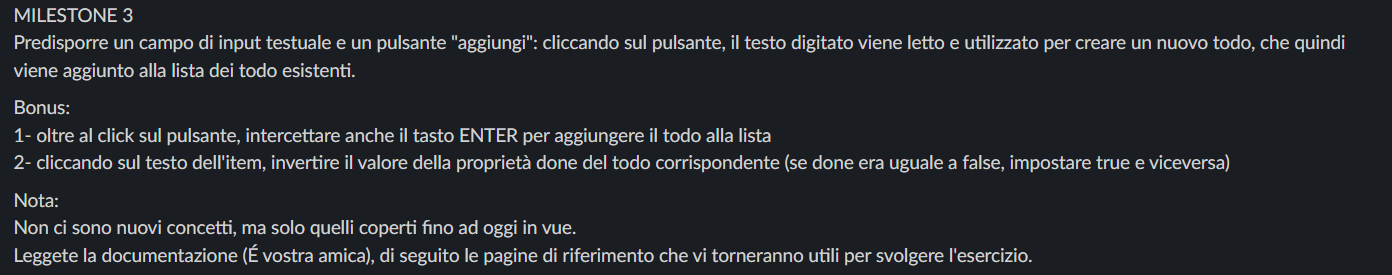 MILESTONE 3
Predisporre un campo di input testuale e un pulsante "aggiungi": cliccando sul pulsante, il testo digitato viene letto e utilizzato per creare un nuovo todo, che quindi
viene aggiunto alla lista dei todo esistenti.
Bonus:
1- oltre al click sul pulsante, intercettare anche il tasto ENTER per aggiungere il todo alla lista
2- cliccando sul testo dell'item, invertire il valore della proprietà done del todo corrispondente (se done era uguale a false, impostare true e viceversa)
Nota:
Non ci sono nuovi concetti, ma solo quelli coperti fino ad oggi in vue.
Leggete la documentazione (É vostra amica), di seguito le pagine di riferimento che vi torneranno utili per svolgere l'esercizio.